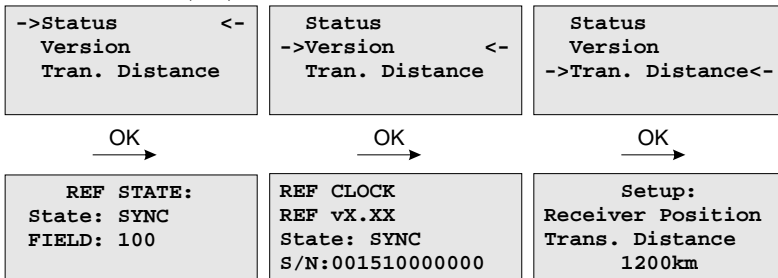 ->Status <-
Version
Tran. Distance
Status
->Version <-
Tran. Distance
Status
Version
->Tran. Distance<-
OK
OK
OK
REF STATE:
State: SYNC
FIELD: 100
REF CLOCK
REF vX.XX
State: SYNC
S/N:001510000000
Setup:
Receiver Position
Trans. Distance
1200km